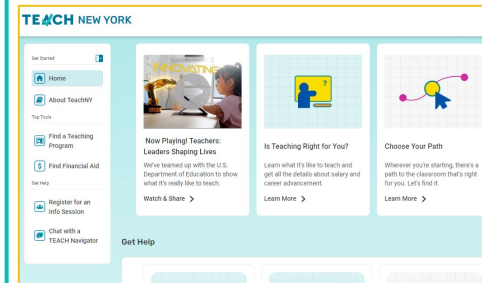 TEACH NEW YORK
Get Started
Home
About TeachNY
Top Tools
Find a Teaching
Program
Find Financial Aid
Get Help
Register for an
Info Session
Chat with a
TEACH Navigator
INNOVATING
Now Playing! Teachers:
Leaders Shaping Lives
We've teamed up with the U.S.
Department of Education to show
what it's really like to teach.
Watch & Share
?
Is Teaching Right for You?
Learn what it's like to teach and
get all the details about salary and
career advancement.
Learn More
Choose Your Path
Wherever you're starting, there's a
path to the classroom that's right
for you. Let's find it.
Learn More
Get Help